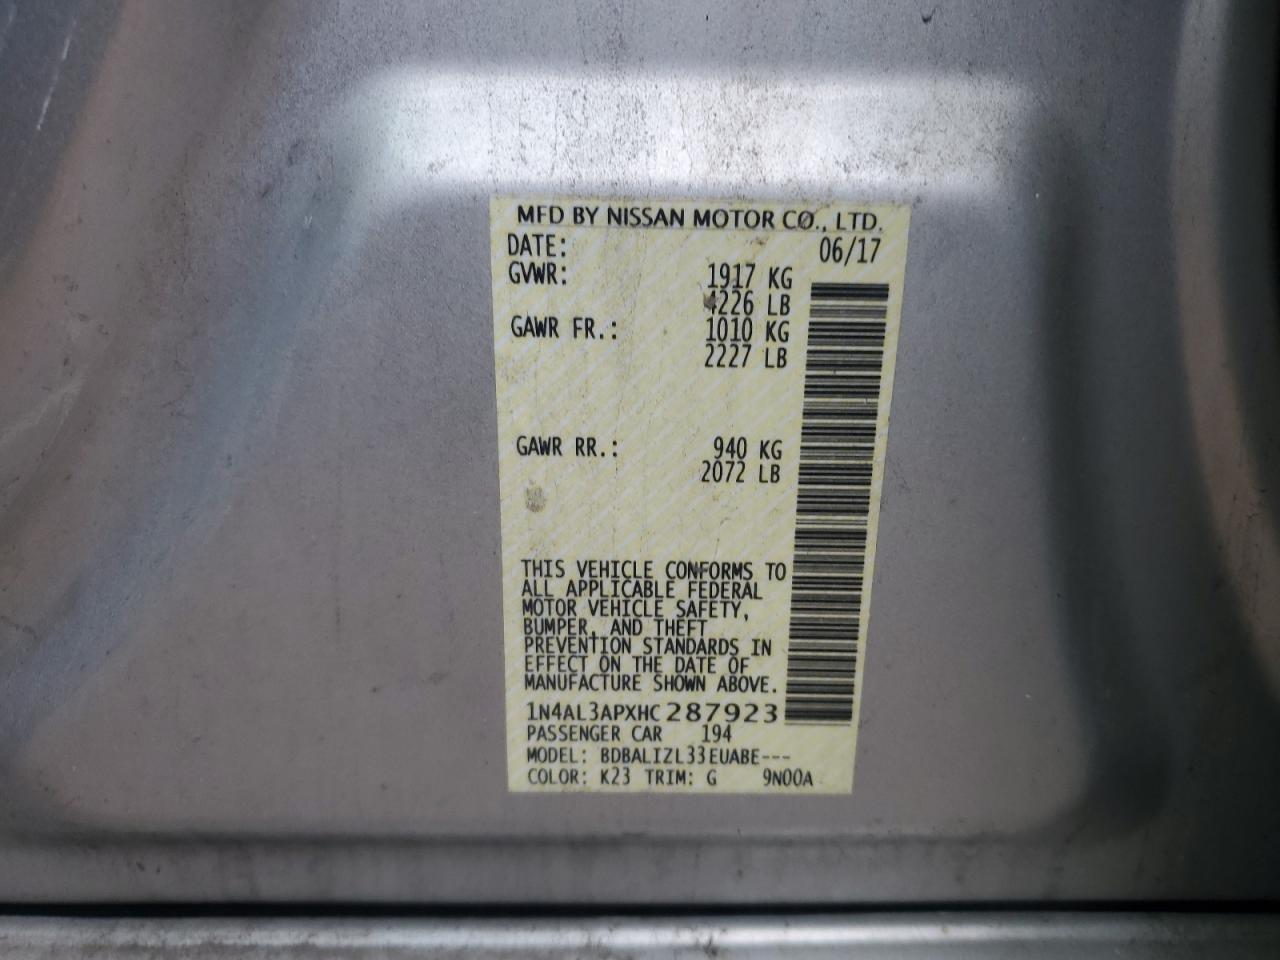 MFD BY NISSAN MOTOR CO., LTD.
DATE: 06/17
GVWR: 1917 KG
4226 LB
GAWR FR.: 1010 KG
2227 LB
GAWR RR.: 940 KG
2072 LB
THIS VEHICLE CONFORMS TO
ALL APPLICABLE FEDERAL
MOTOR VEHICLE SAFETY,
BUMPER, AND THEFT
PREVENTION STANDARDS IN
EFFECT ON THE DATE OF
MANUFACTURE SHOWN ABOVE.
1N4AL3APXHC287923
PASSENGER CAR 194
MODEL: BDBALIZL33EUABE---
COLOR: K23 TRIM: G 9N00A